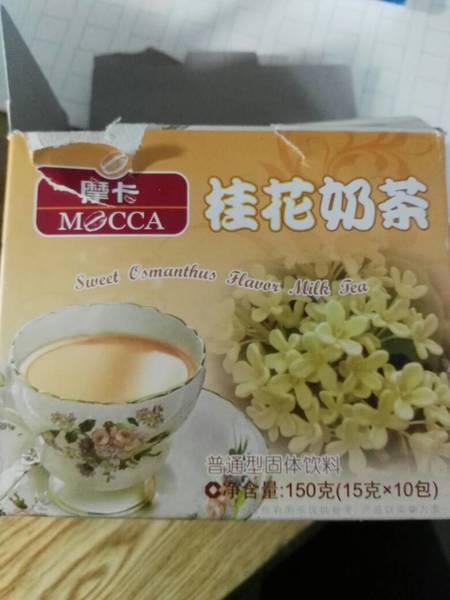 摩卡
MOCCA
桂花奶茶
Sweet Osmanthus Flavor Milk Tea
普通型固体饮料
净含量:150克(15克×10包)